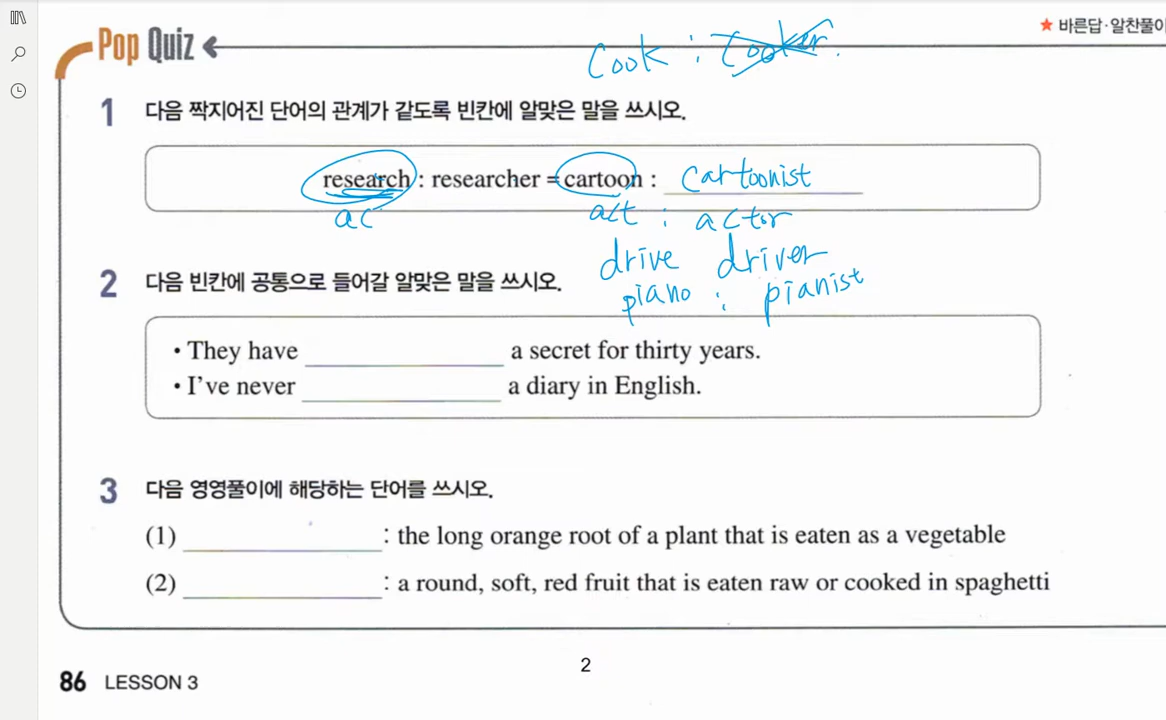 ★ 바른답·알찬풀이
Pop Quiz
Cook : Cooker.
1 다음 짝지어진 단어의 관계가 같도록 빈칸에 알맞은 말을 쓰시오.
research : researcher = cartoon : cartoonist
ac
act : actor
drive driver
piano : pianist
2 다음 빈칸에 공통으로 들어갈 알맞은 말을 쓰시오.
• They have ____________ a secret for thirty years.
• I've never ____________ a diary in English.
3 다음 영영풀이에 해당하는 단어를 쓰시오.
(1) ____________ : the long orange root of a plant that is eaten as a vegetable
(2) ____________ : a round, soft, red fruit that is eaten raw or cooked in spaghetti
2
86 LESSON 3